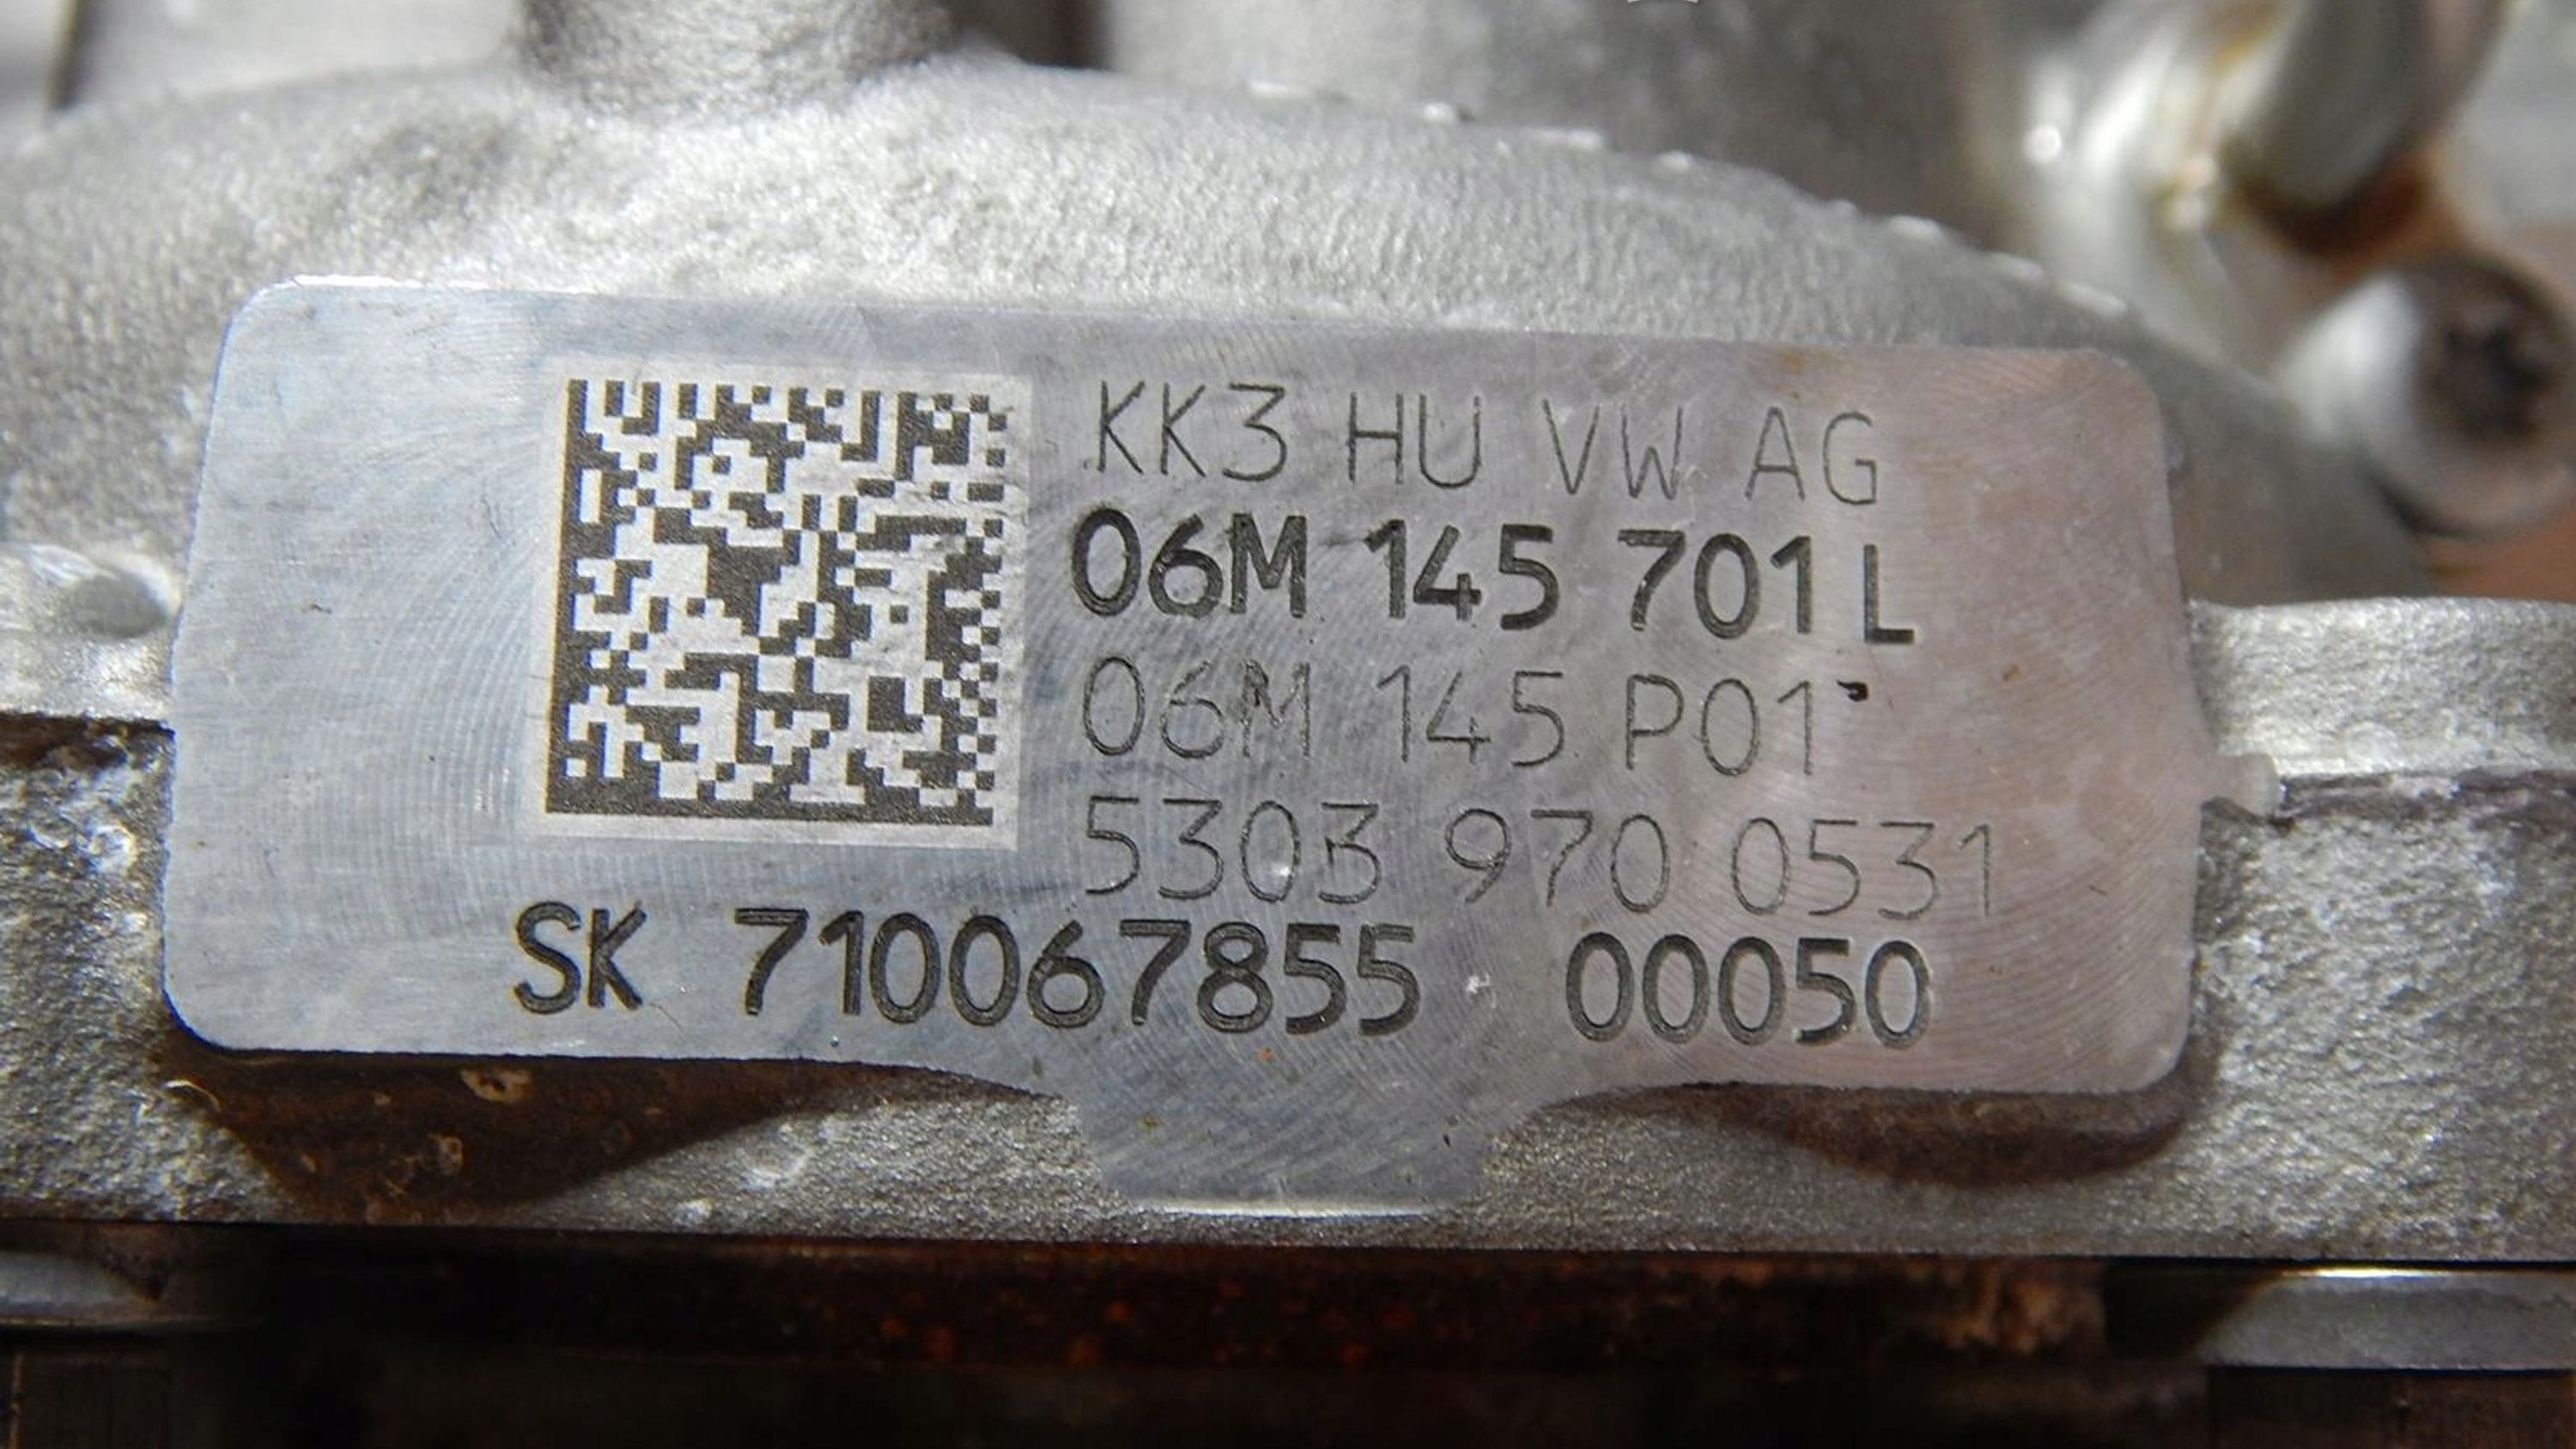 KK3 HU VW AG
06M 145 701 L
06M 145 P01
5303 970 0531
SK 710067855 00050